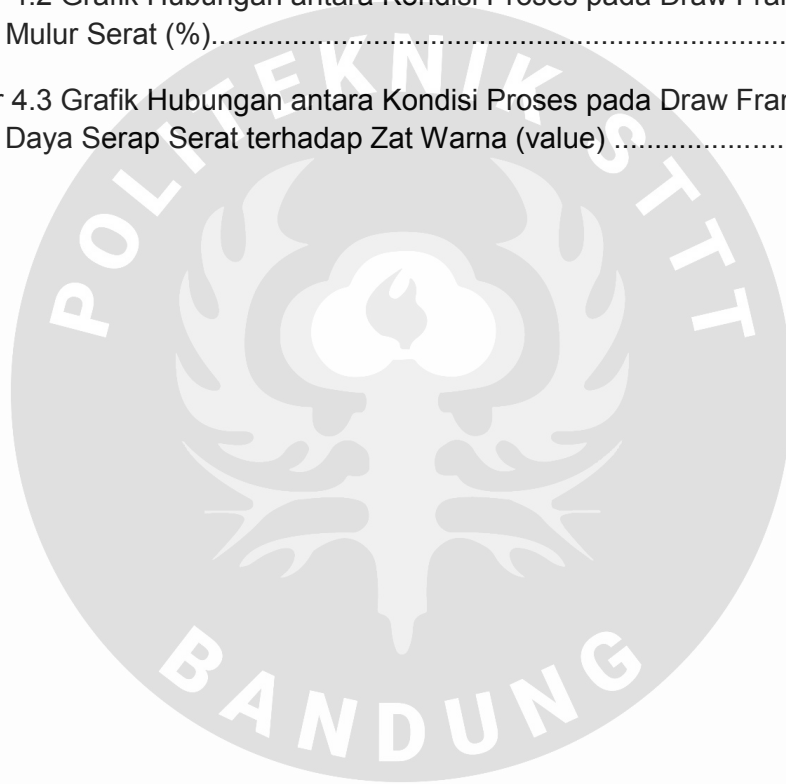 4.2 Grafik Hubungan antara Kondisi Proses pada Draw Fran
Mulur Serat (%)...............................................................................
r 4.3 Grafik Hubungan antara Kondisi Proses pada Draw Fran
Daya Serap Serat terhadap Zat Warna (value) .....................
POLITEKNIK STTT
BANDUNG